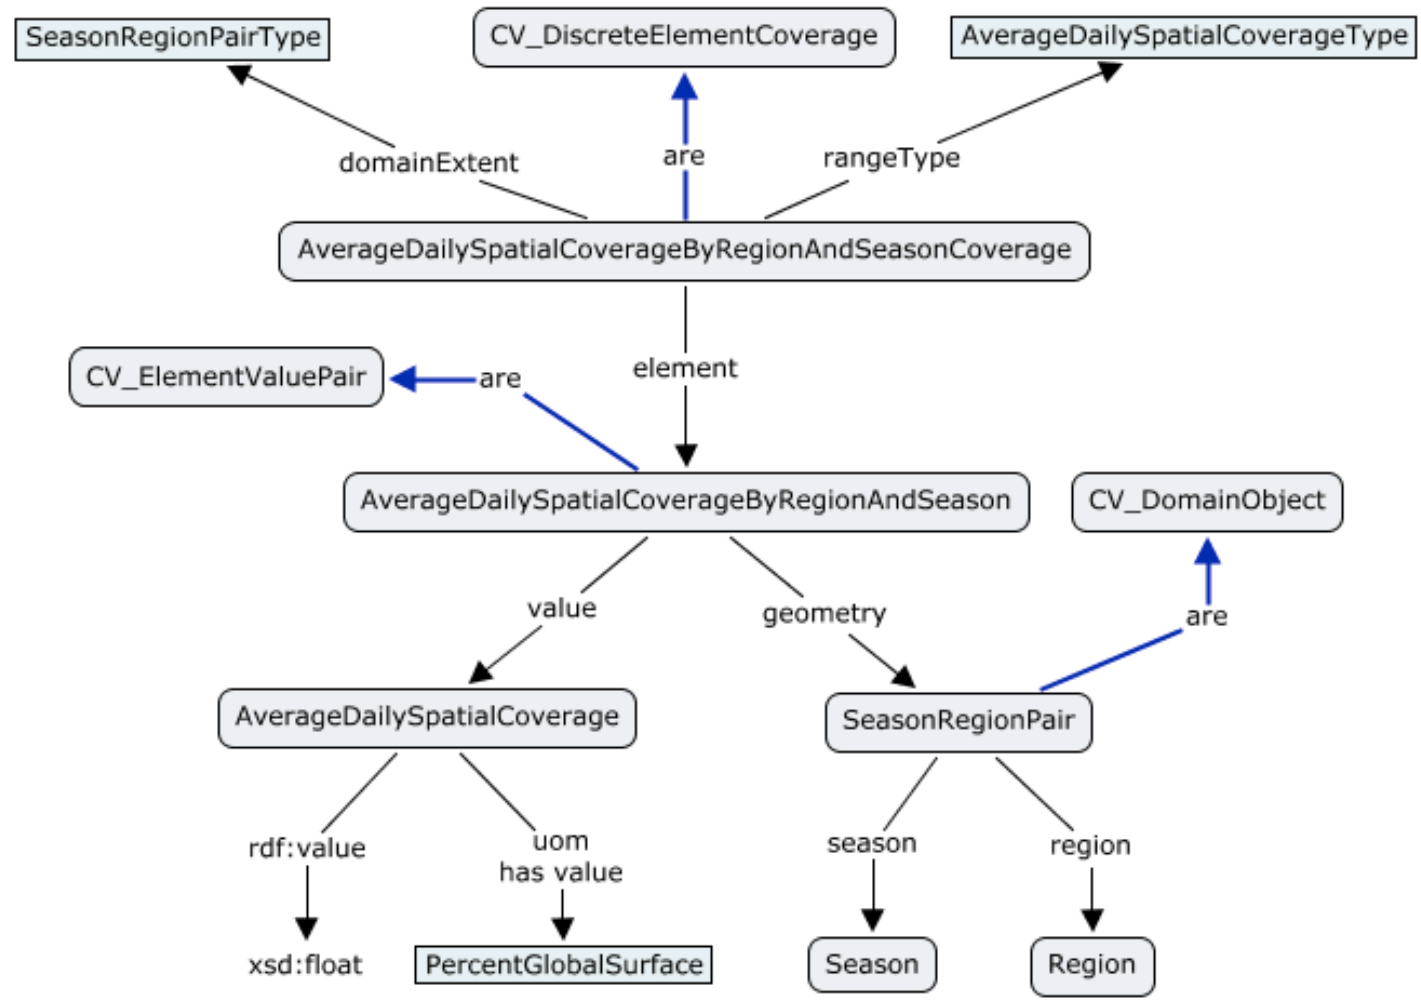 SeasonRegionPairType
CV_DiscreteElementCoverage
AverageDailySpatialCoverageType
domainExtent
are
rangeType
AverageDailySpatialCoverageByRegionAndSeasonCoverage
CV_ElementValuePair
are
element
AverageDailySpatialCoverageByRegionAndSeason
CV_DomainObject
value
geometry
are
AverageDailySpatialCoverage
SeasonRegionPair
rdf:value
uom
has value
season
region
xsd:float
PercentGlobalSurface
Season
Region